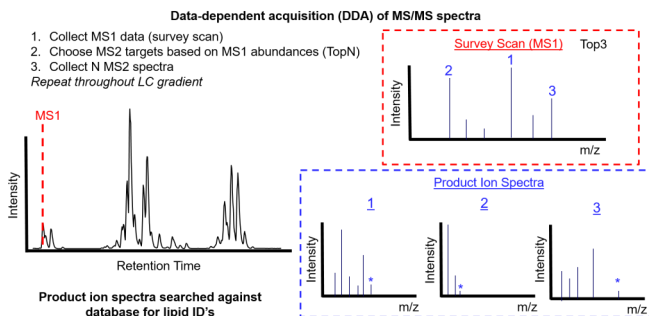 Data-dependent acquisition (DDA) of MS/MS spectra
1. Collect MS1 data (survey scan)
2. Choose MS2 targets based on MS1 abundances (TopN)
3. Collect N MS2 spectra
Repeat throughout LC gradient
MS1
Intensity
Retention Time
Product ion spectra searched against
database for lipid ID's
Survey Scan (MS1) Top3
Intensity
2
1
3
m/z
Product Ion Spectra
1
Intensity
*
m/z
2
Intensity
*
m/z
3
Intensity
*
m/z